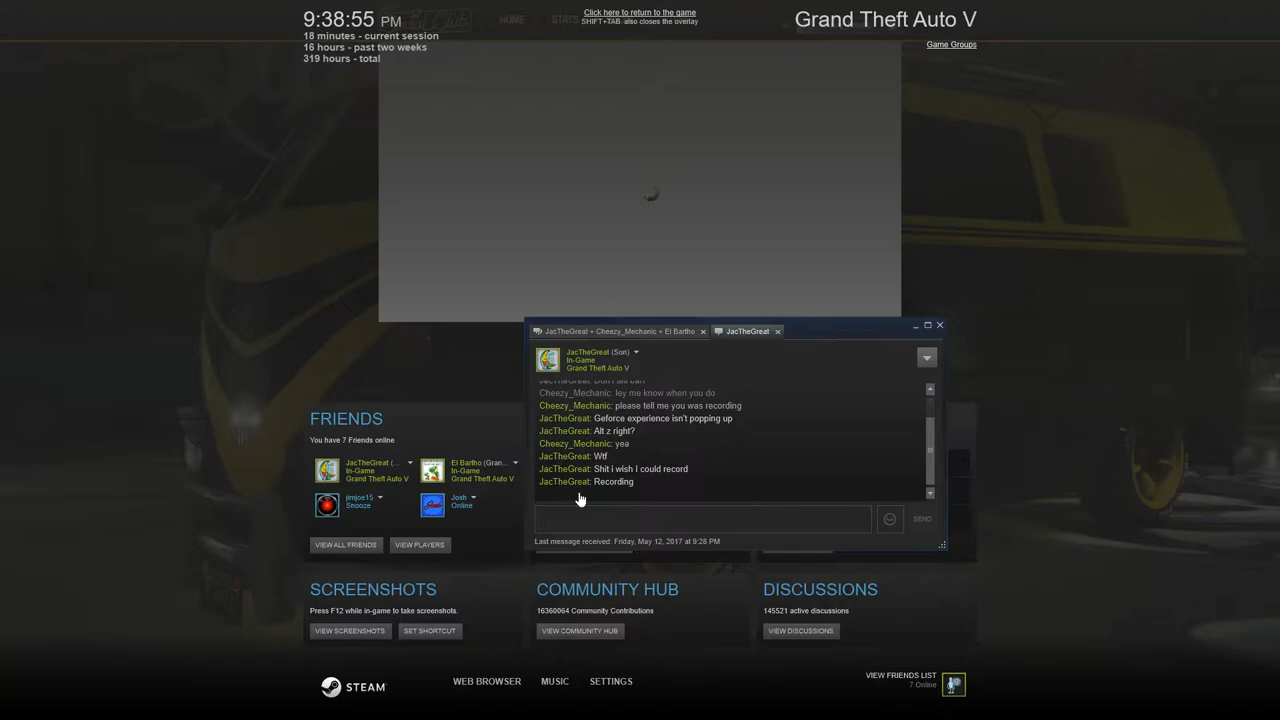 9:38:55 PM
18 minutes - current session
16 hours - past two weeks
319 hours - total
HOME
STATS
Click here to return to the game
SHIFT+TAB also closes the overlay
Grand Theft Auto V
Game Groups
JacTheGreat + Cheezy_Mechanic + El Bartho
JacTheGreat
JacTheGreat (Son)
In-Game
Grand Theft Auto V
JacTheGreat: Don't tell bart
Cheezy_Mechanic: ley me know when you do
Cheezy_Mechanic: please tell me you was recording
JacTheGreat: Geforce experience isn't popping up
JacTheGreat: Alt z right?
Cheezy_Mechanic: yea
JacTheGreat: Wtf
JacTheGreat: Shit i wish I could record
JacTheGreat: Recording
SEND
Last message received: Friday, May 12, 2017 at 9:28 PM
FRIENDS
You have 7 Friends online
JacTheGreat (...
In-Game
Grand Theft Auto V
El Bartho (Gran...
In-Game
Grand Theft Auto V
jimjoe15
Snooze
Josh
Online
VIEW ALL FRIENDS
VIEW PLAYERS
SCREENSHOTS
Press F12 while in-game to take screenshots.
VIEW SCREENSHOTS
SET SHORTCUT
COMMUNITY HUB
16360064 Community Contributions
VIEW COMMUNITY HUB
DISCUSSIONS
145521 active discussions
VIEW DISCUSSIONS
STEAM
WEB BROWSER
MUSIC
SETTINGS
VIEW FRIENDS LIST
7 Online